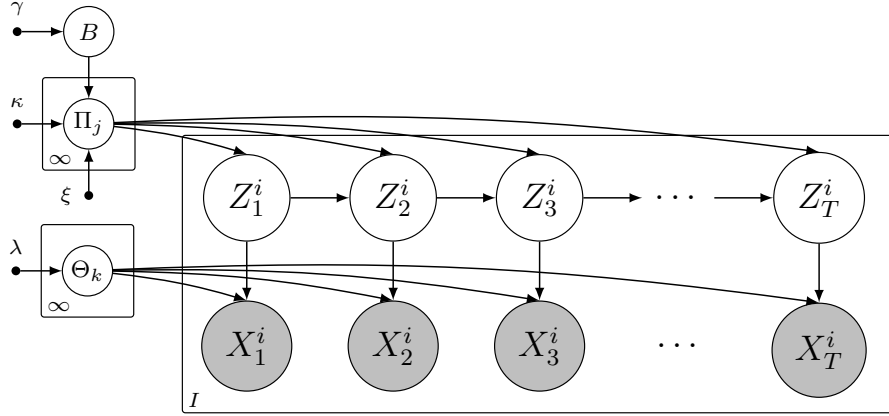 γ
B
κ
Π_j
∞
ξ
Z_1^i Z_2^i Z_3^i ⋯ Z_T^i
λ
Θ_k
∞
X_1^i X_2^i X_3^i ⋯ X_T^i
I